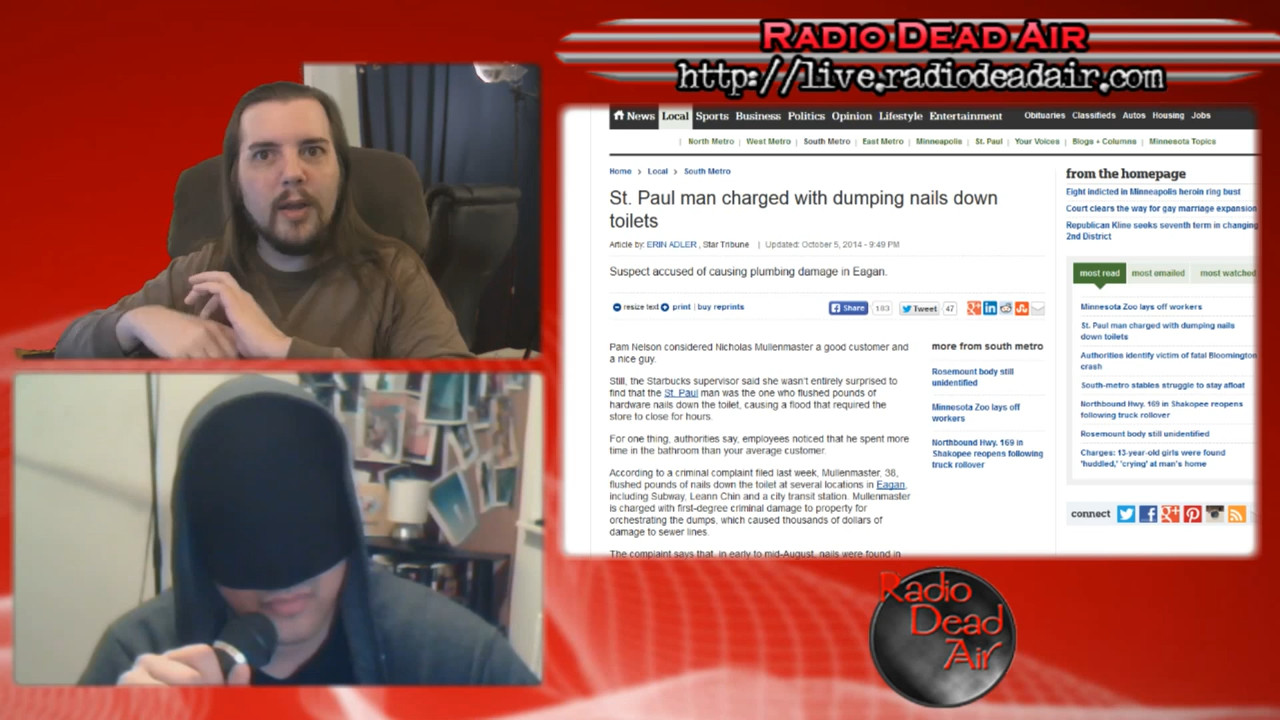 Radio Dead Air
http://live.radiodeadair.com
News Local Sports Business Politics Opinion Lifestyle Entertainment Obituaries Classifieds Autos Housing Jobs
| North Metro | West Metro | South Metro | East Metro | Minneapolis | St. Paul | Your Voices | Blogs + Columns | Minnesota Topics
Home > Local > South Metro
St. Paul man charged with dumping nails down
toilets
Article by: ERIN ADLER , Star Tribune | Updated: October 5, 2014 - 9:49 PM
Suspect accused of causing plumbing damage in Eagan.
resize text print | buy reprints
Share 183 Tweet 47
Pam Nelson considered Nicholas Mullenmaster a good customer and
a nice guy.
Still, the Starbucks supervisor said she wasn't entirely surprised to
find that the St. Paul man was the one who flushed pounds of
hardware nails down the toilet, causing a flood that required the
store to close for hours.
For one thing, authorities say, employees noticed that he spent more
time in the bathroom than your average customer.
According to a criminal complaint filed last week, Mullenmaster, 38,
flushed pounds of nails down the toilet at several locations in Eagan,
including Subway, Leann Chin and a city transit station. Mullenmaster
is charged with first-degree criminal damage to property for
orchestrating the dumps, which caused thousands of dollars of
damage to sewer lines.
The complaint says that, in early to mid-August, nails were found in
more from south metro
Rosemount body still
unidentified
Minnesota Zoo lays off
workers
Northbound Hwy. 169 in
Shakopee reopens following
truck rollover
from the homepage
Eight indicted in Minneapolis heroin ring bust
Court clears the way for gay marriage expansion
Republican Kline seeks seventh term in changing
2nd District
most read most emailed most watched
Minnesota Zoo lays off workers
St. Paul man charged with dumping nails
down toilets
Authorities identify victim of fatal Bloomington
crash
South-metro stables struggle to stay afloat
Northbound Hwy. 169 in Shakopee reopens
following truck rollover
Rosemount body still unidentified
Charges: 13-year-old girls were found
'huddled,' 'crying' at man's home
connect
Radio
Dead
Air